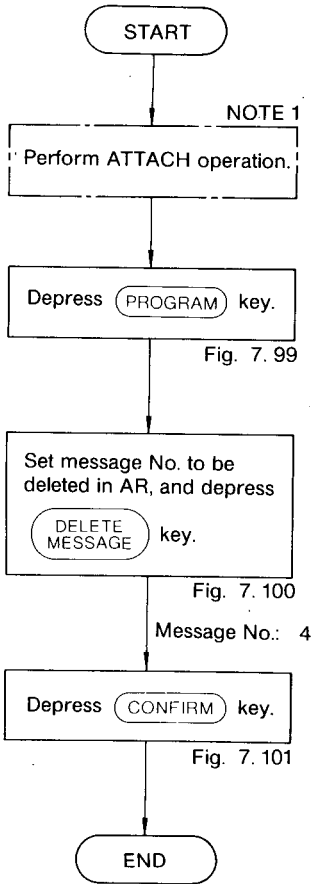 START
NOTE 1
Perform ATTACH operation.
Depress PROGRAM key.
Fig. 7.99
Set message No. to be
deleted in AR, and depress
DELETE
MESSAGE key.
Fig. 7.100
Message No.: 4
Depress CONFIRM key.
Fig. 7.101
END